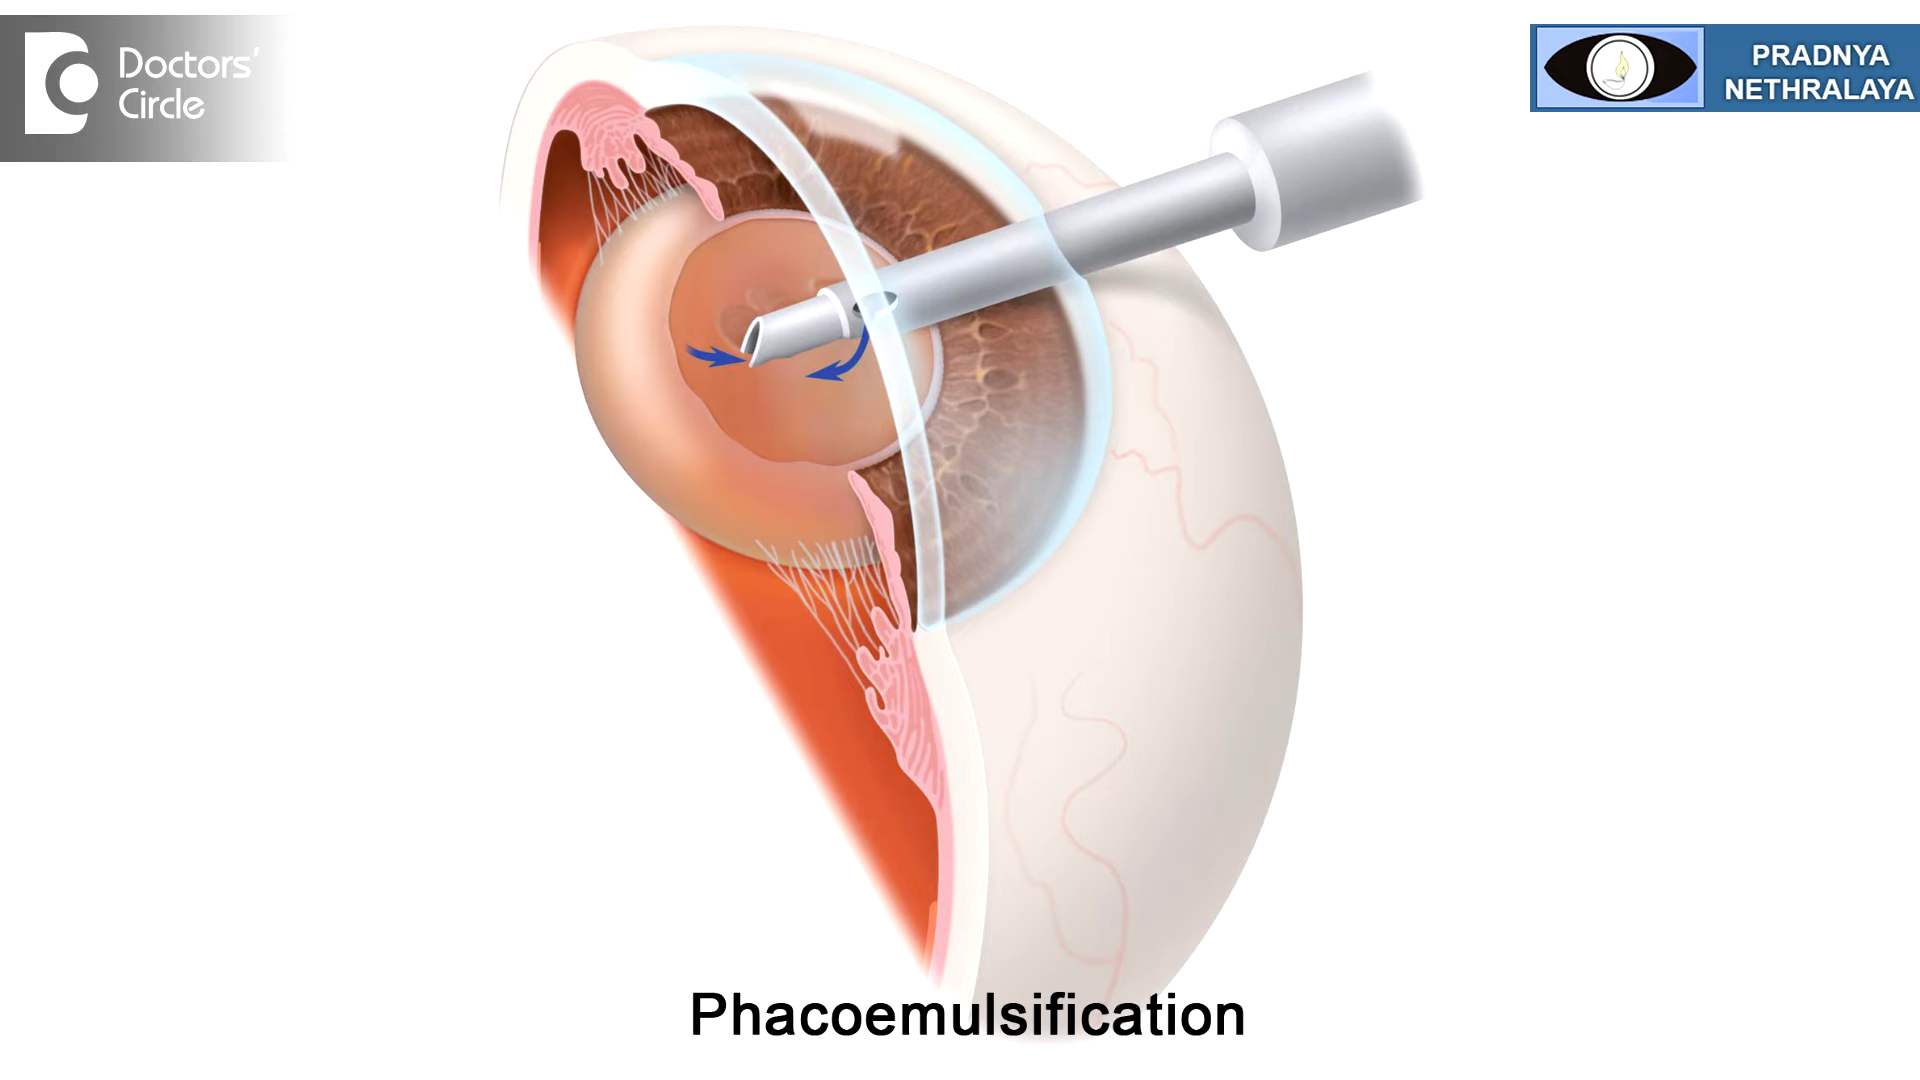 Doctors'
Circle
PRADNYA
NETHRALAYA
Phacoemulsification